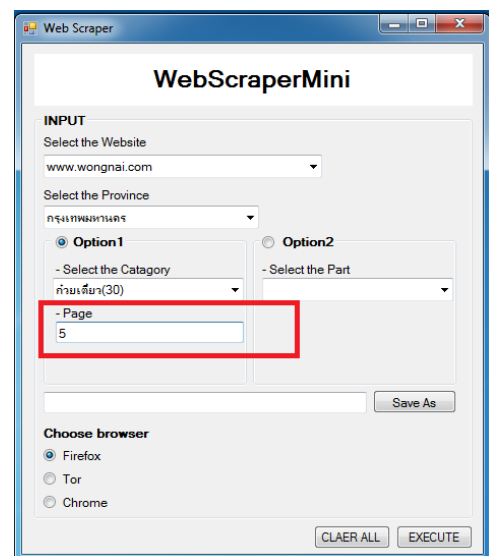 Web Scraper
WebScraperMini
INPUT
Select the Website
www.wongnai.com
Select the Province
กรุงเทพมหานคร
Option1
Option2
- Select the Catagory
- Select the Part
ก๋วยเตี๋ยว(30)
- Page
5
Save As
Choose browser
Firefox
Tor
Chrome
CLAER ALL
EXECUTE